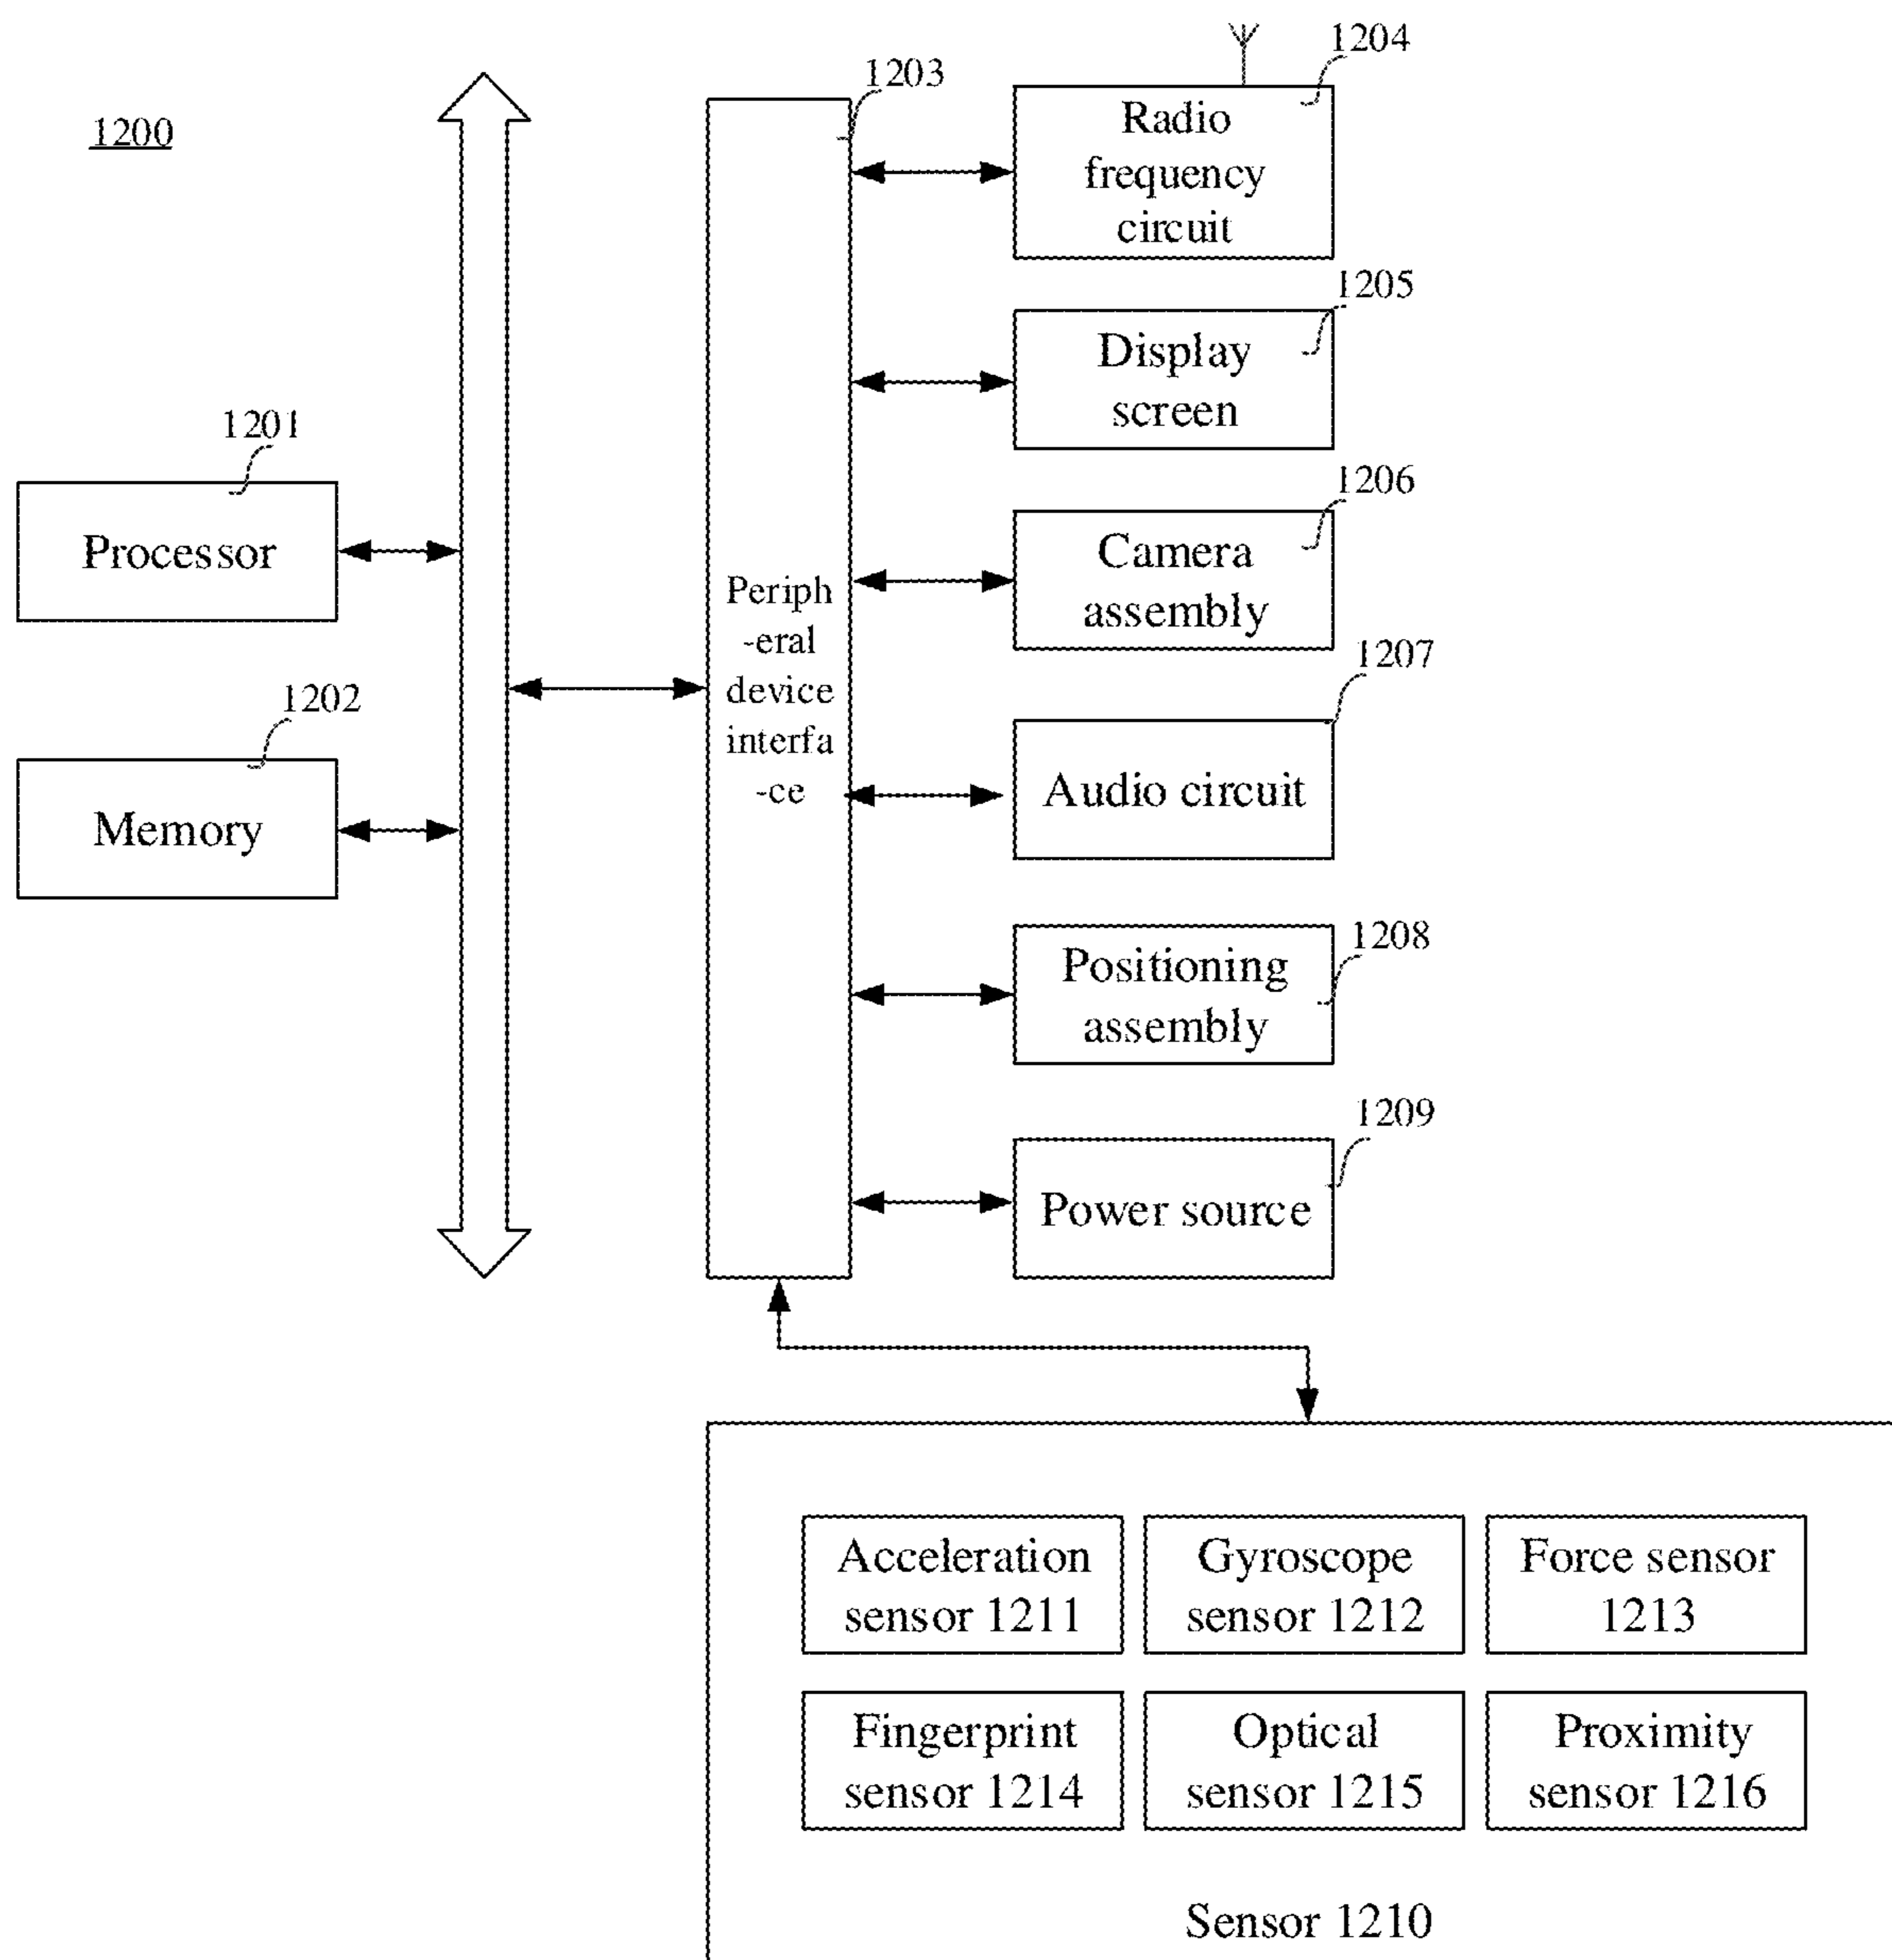 1200
1203
1204
Radio
frequency
circuit
1205
Display
screen
1201
Processor
1206
Camera
assembly
Periph
-eral
device
interfa
-ce
1202
Memory
1207
Audio circuit
1208
Positioning
assembly
1209
Power source
Acceleration
sensor 1211
Gyroscope
sensor 1212
Force sensor
1213
Fingerprint
sensor 1214
Optical
sensor 1215
Proximity
sensor 1216
Sensor 1210